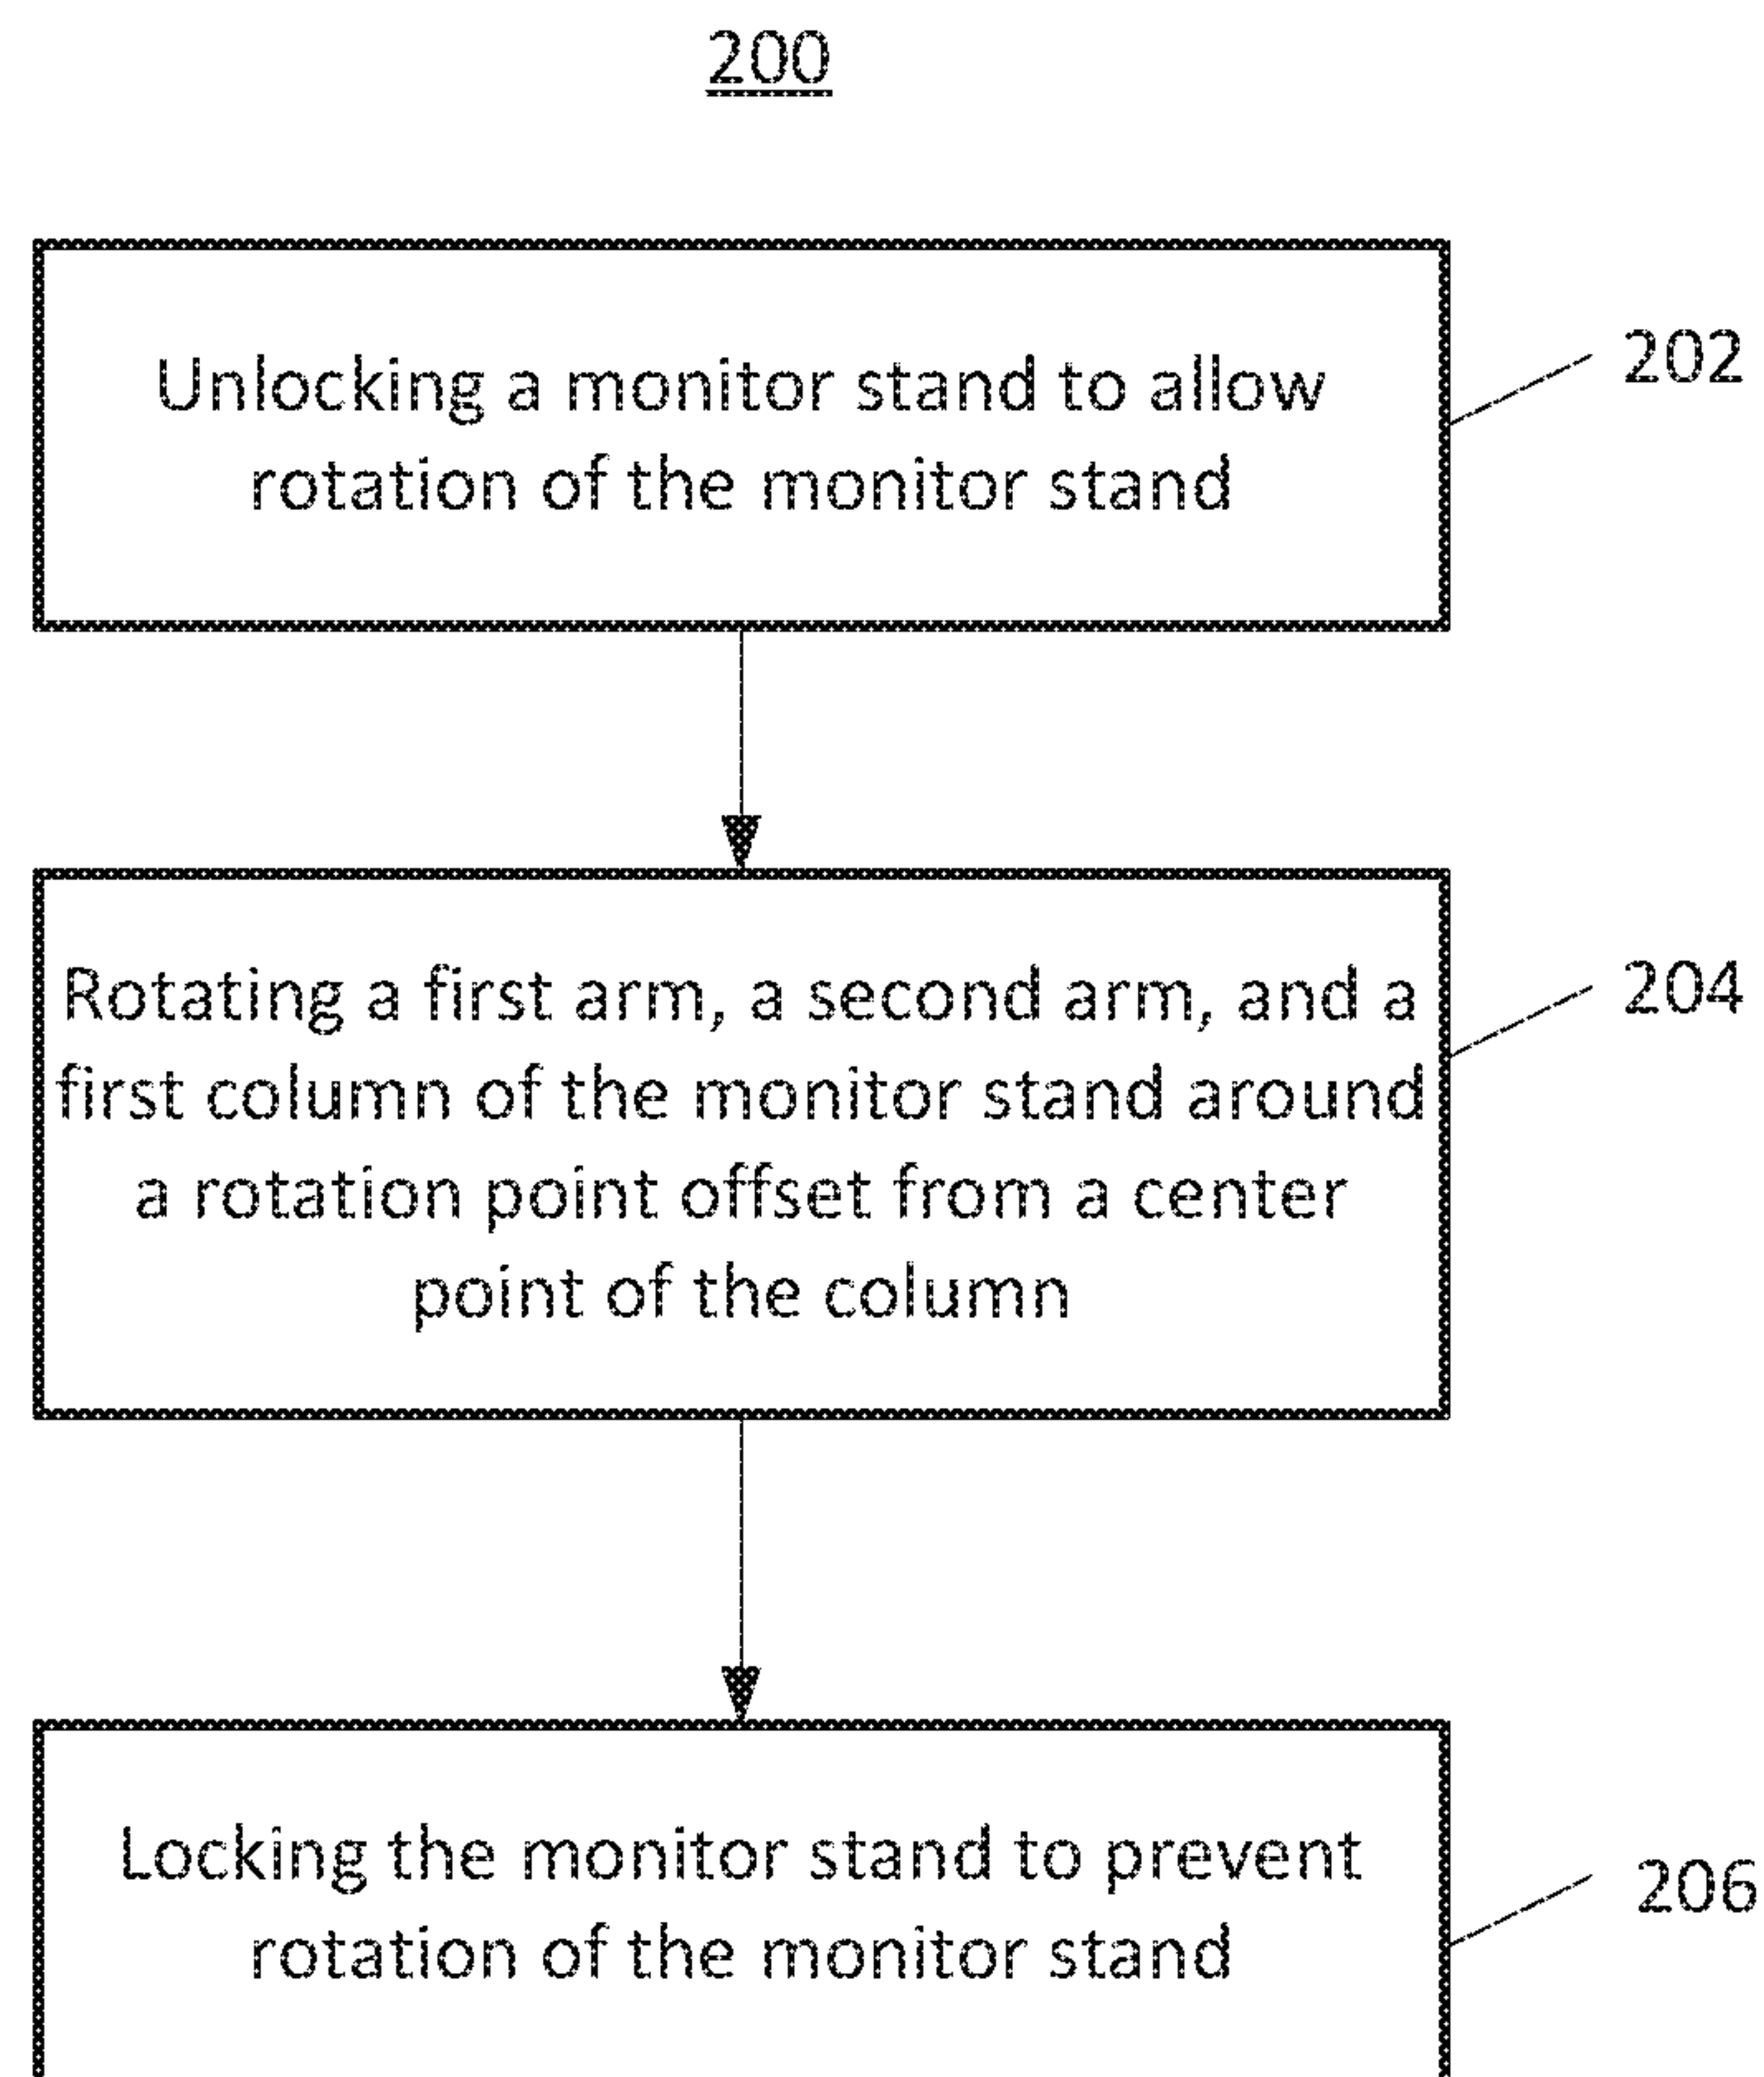 200
Unlocking a monitor stand to allow
rotation of the monitor stand
202
Rotating a first arm, a second arm, and a
first column of the monitor stand around
a rotation point offset from a center
point of the column
204
Locking the monitor stand to prevent
rotation of the monitor stand
206